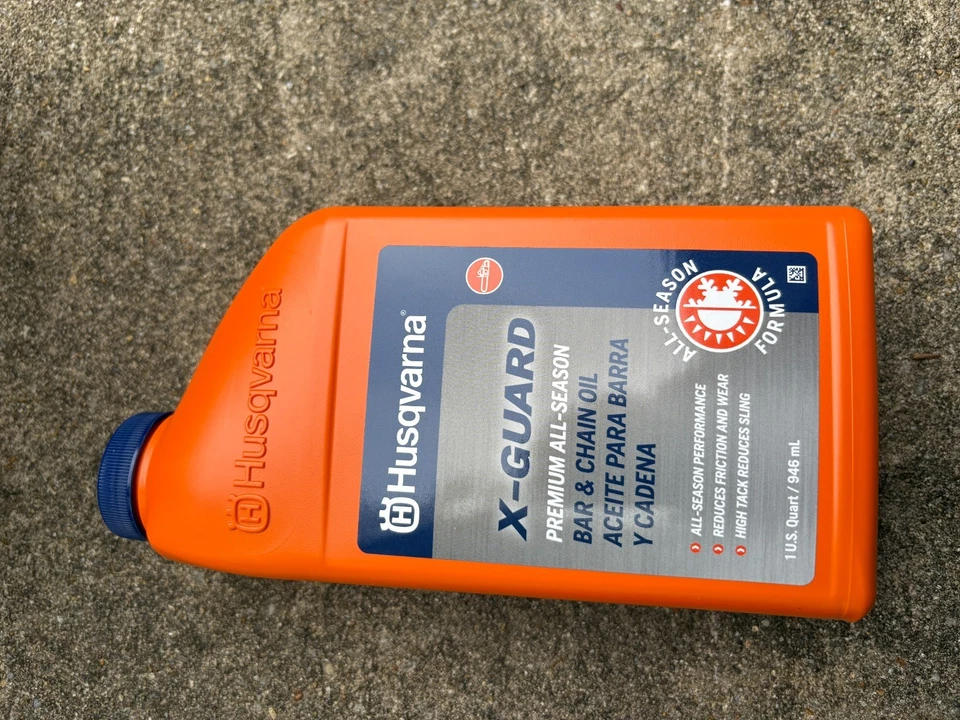 Husqvarna
Husqvarna®
X-GUARD
PREMIUM ALL-SEASON
BAR & CHAIN OIL
ACEITE PARA BARRA
Y CADENA
ALL-SEASON
FORMULA
ALL-SEASON PERFORMANCE
REDUCES FRICTION AND WEAR
HIGH TACK REDUCES SLING
1 U.S. Quart / 946 mL